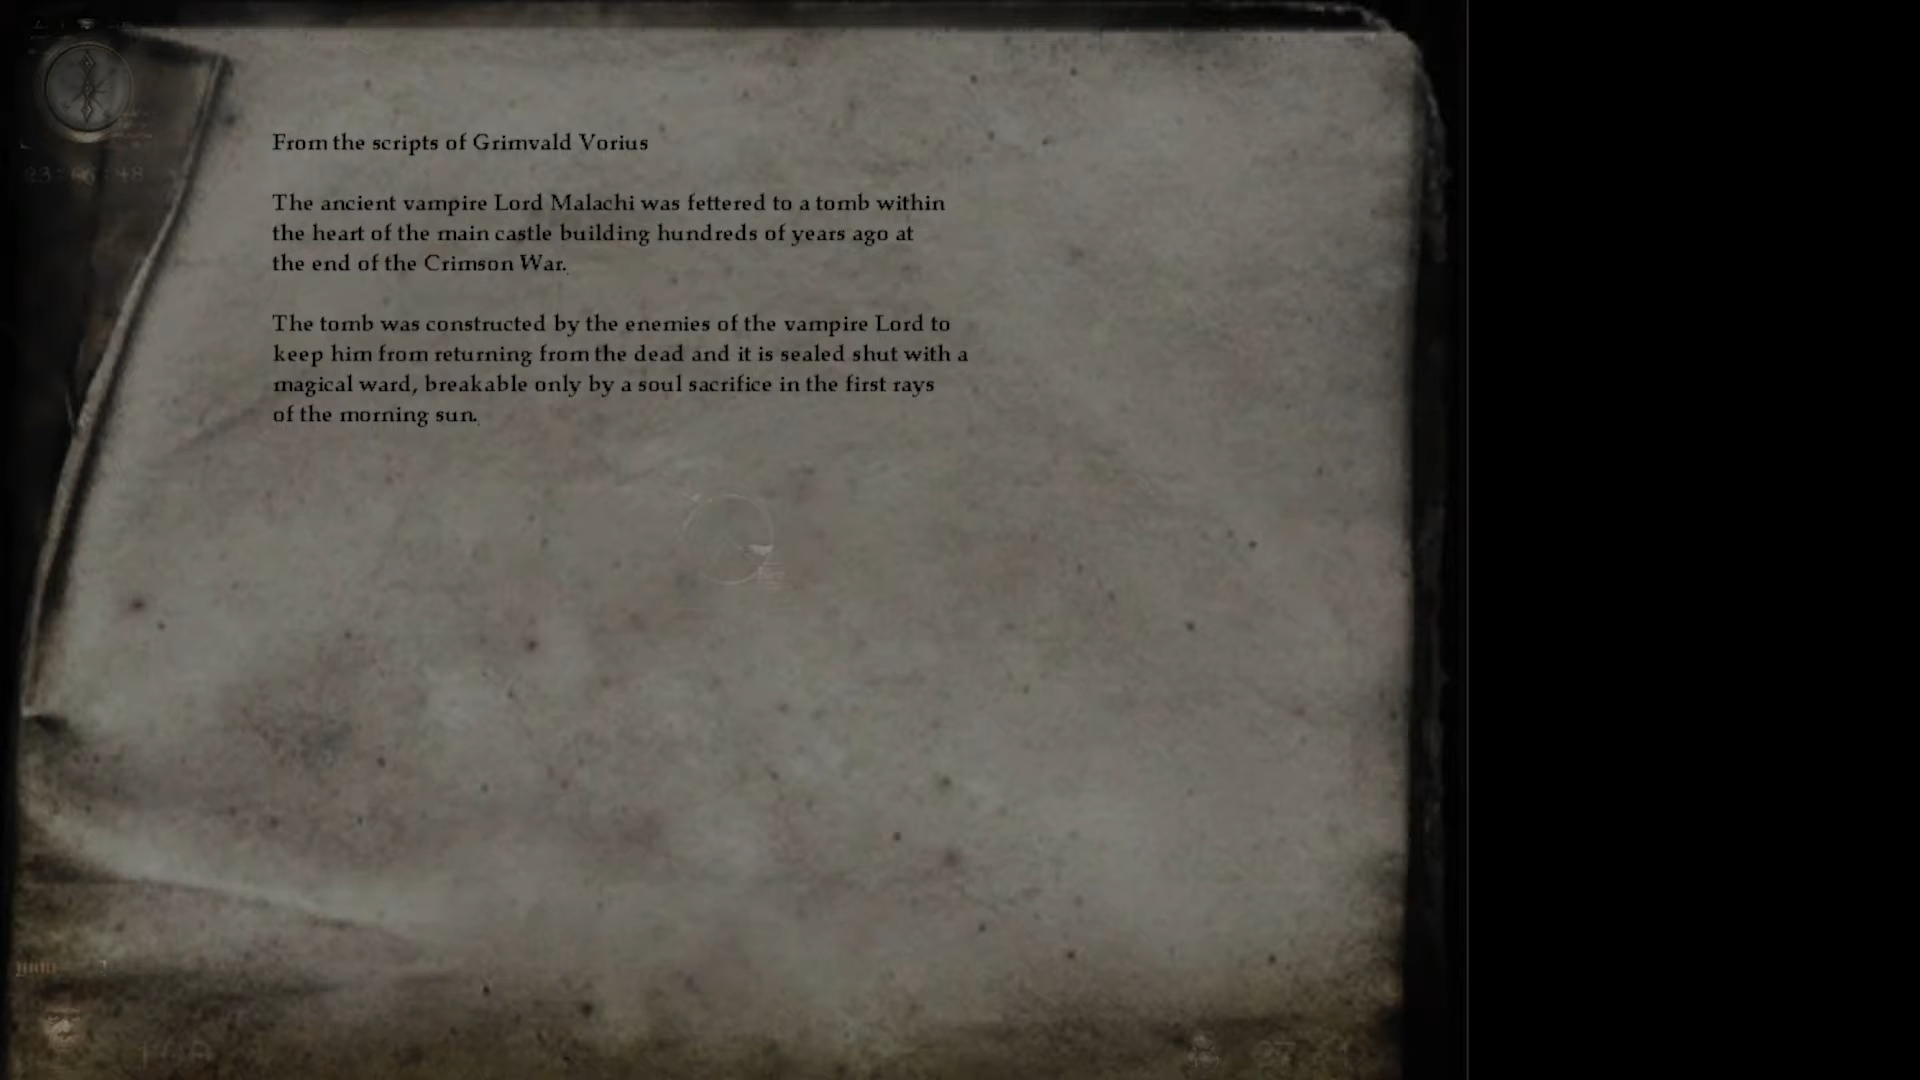 From the scripts of Grimvald Vorius
The ancient vampire Lord Malachi was fettered to a tomb within
the heart of the main castle building hundreds of years ago at
the end of the Crimson War.
The tomb was constructed by the enemies of the vampire Lord to
keep him from returning from the dead and it is sealed shut with a
magical ward, breakable only by a soul sacrifice in the first rays
of the morning sun.